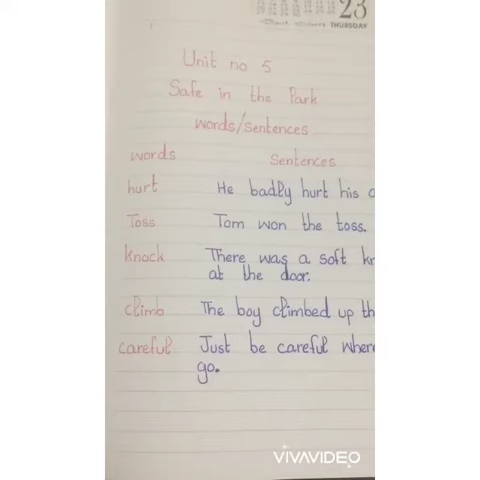 23
THURSDAY
Unit no 5
Safe in the Park
words/sentences
words sentences
hurt He badly hurt his
Toss Tom won the toss.
knock There was a soft
at the door.
climb The boy climbed up
careful Just be careful
go.
VIVAVIDEO